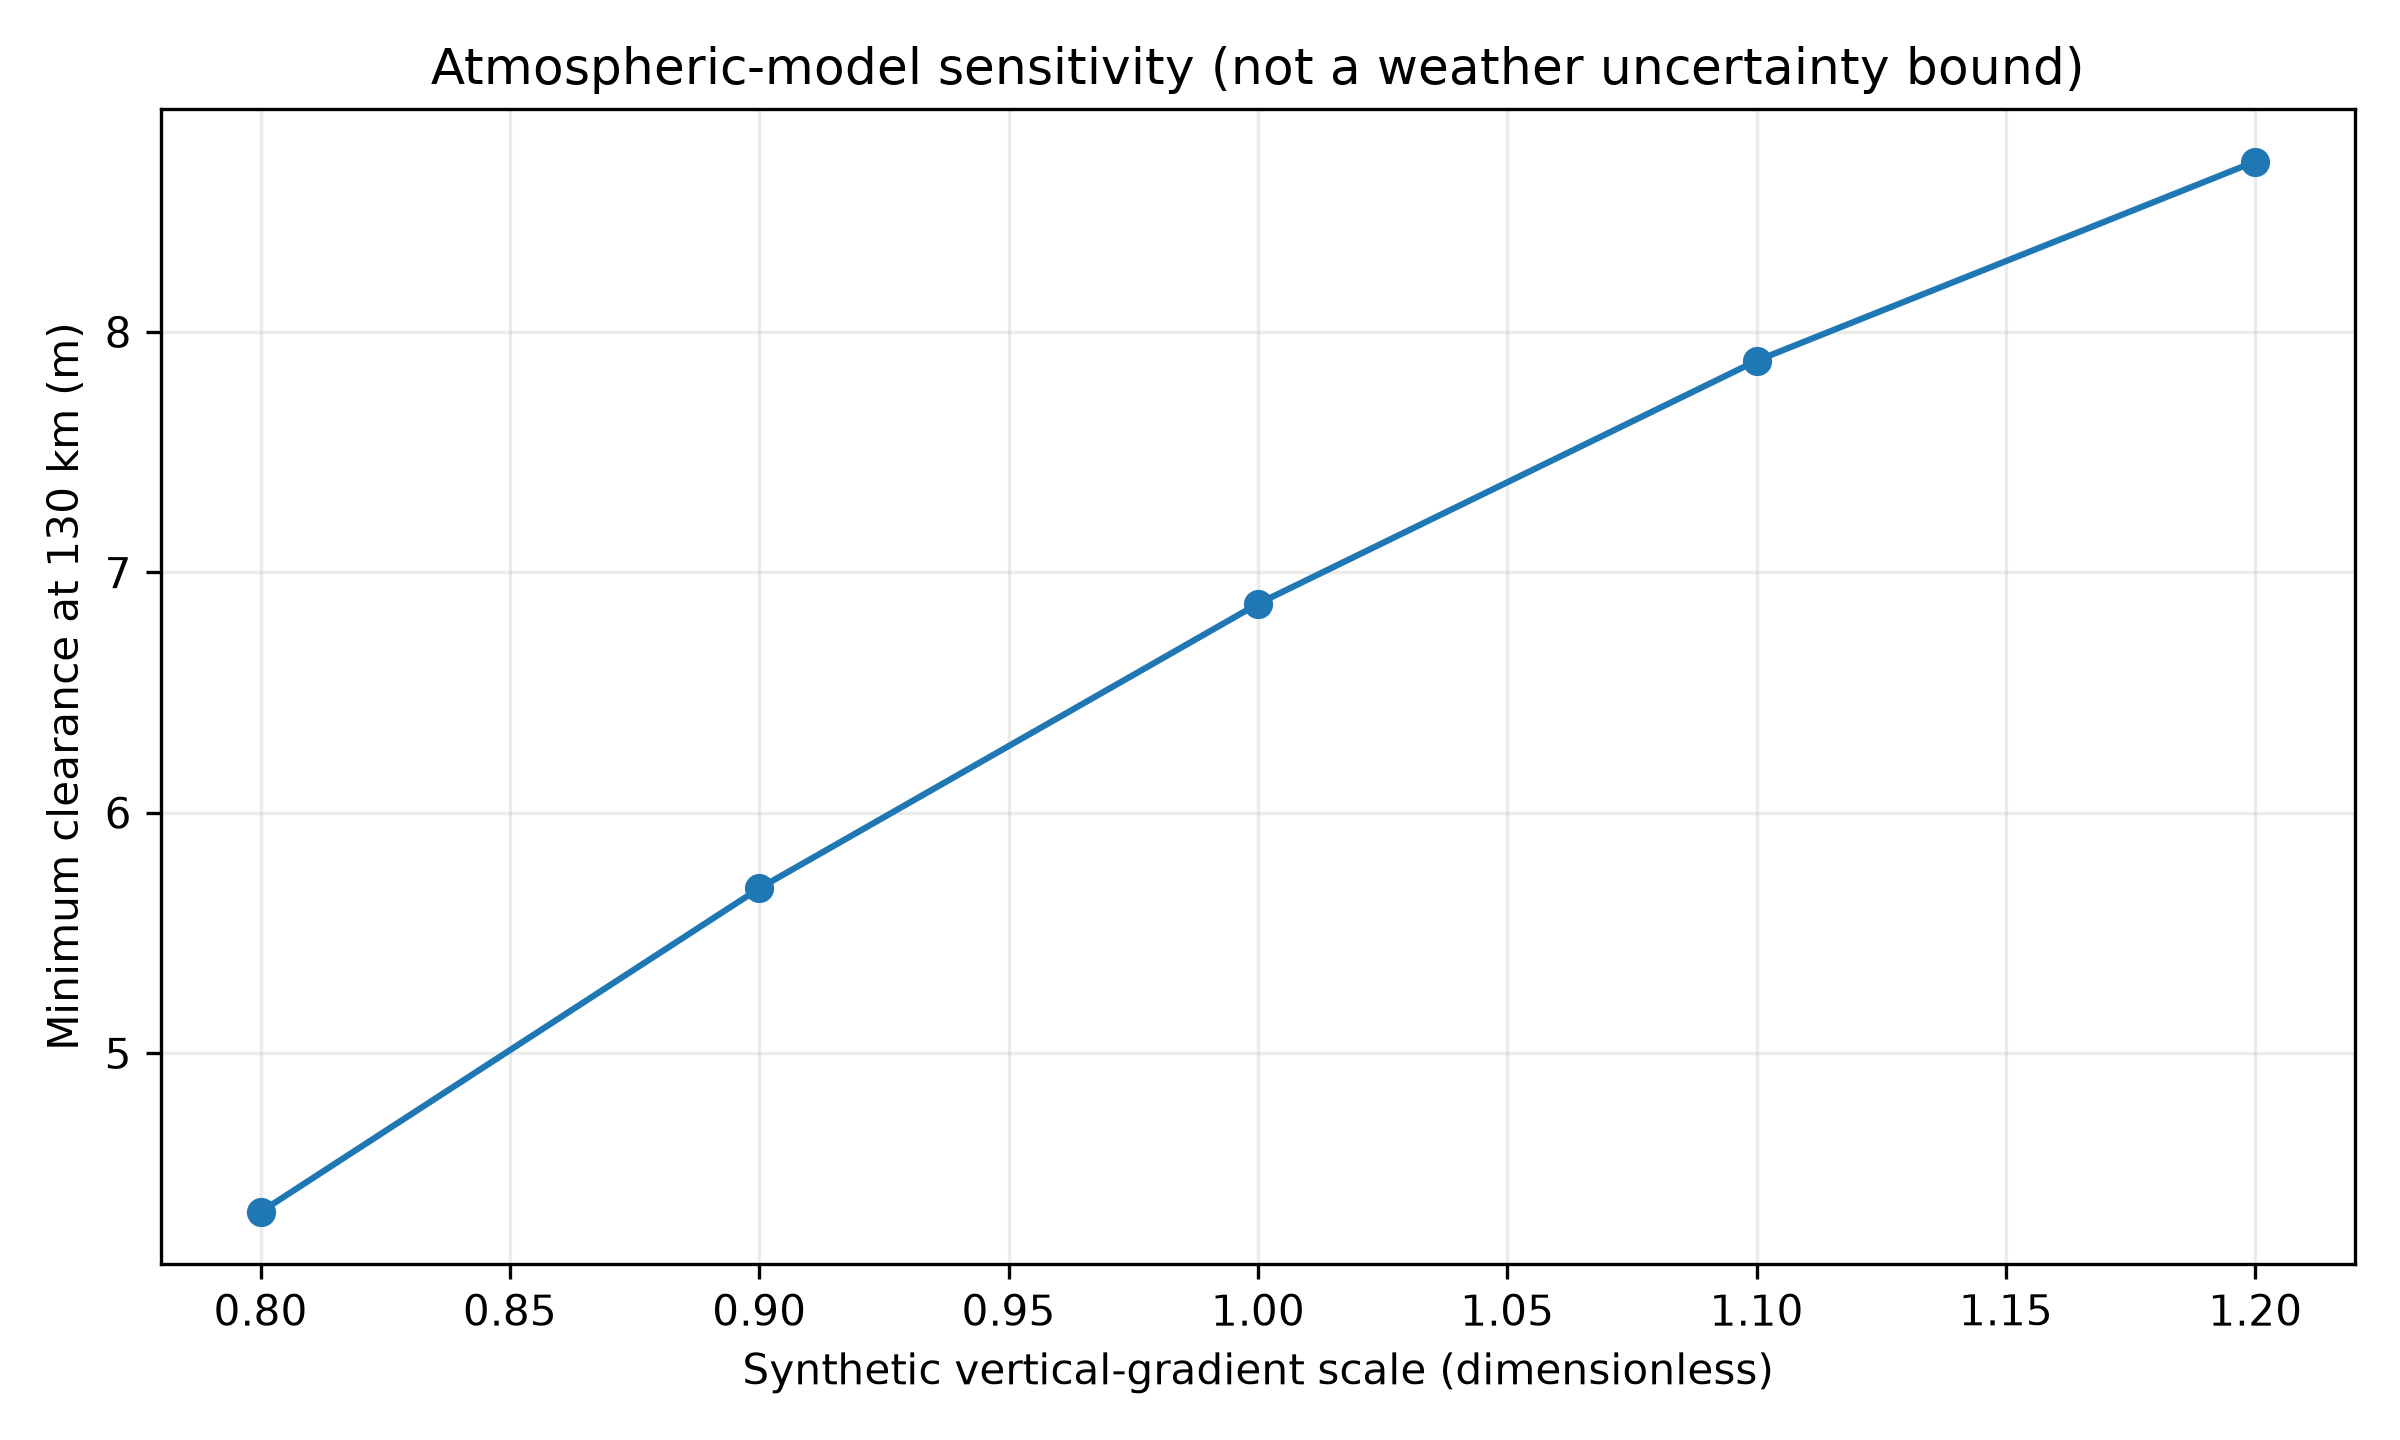 Atmospheric-model sensitivity (not a weather uncertainty bound)
Minimum clearance at 130 km (m)
8
7
6
5
0.80 0.85 0.90 0.95 1.00 1.05 1.10 1.15 1.20
Synthetic vertical-gradient scale (dimensionless)